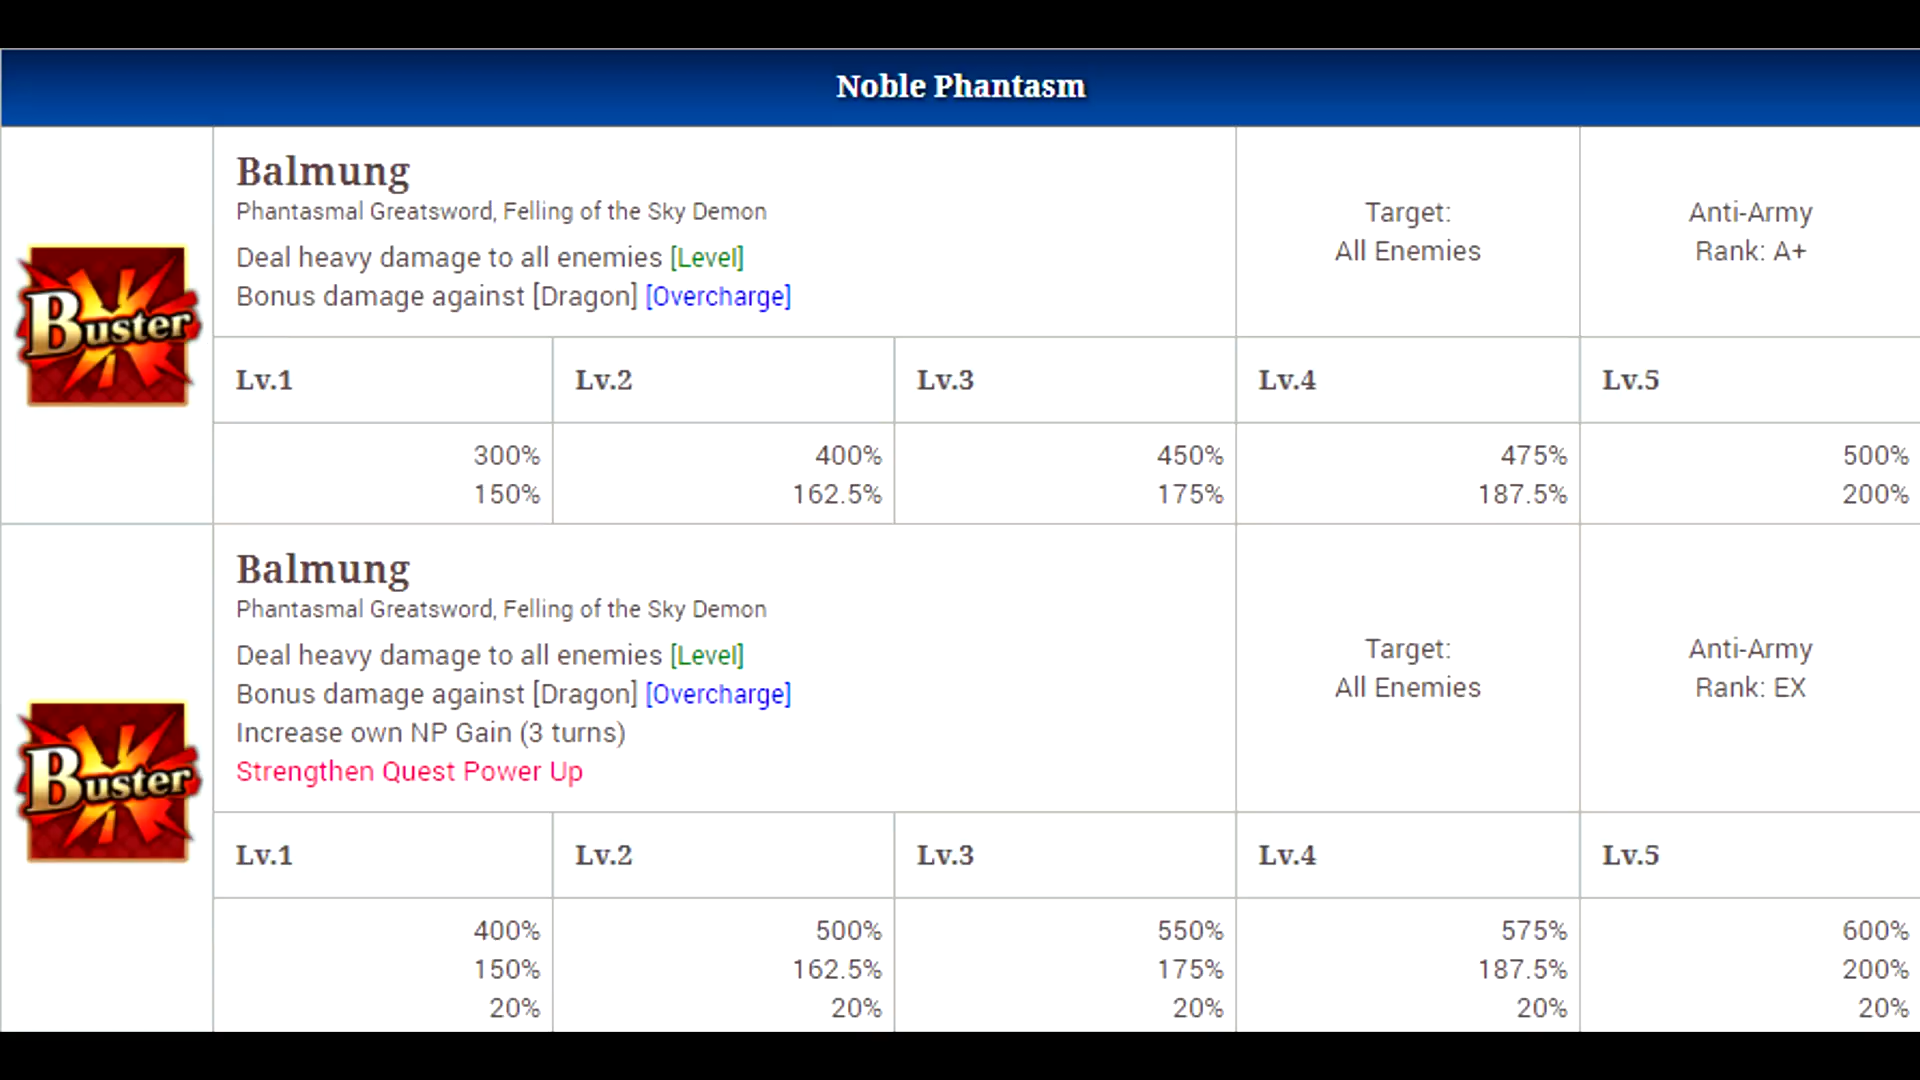 Noble Phantasm
Buster
Balmung
Phantasmal Greatsword, Felling of the Sky Demon
Deal heavy damage to all enemies [Level]
Bonus damage against [Dragon] [Overcharge]
Target:
All Enemies
Anti-Army
Rank: A+
Lv.1 Lv.2 Lv.3 Lv.4 Lv.5
300% 400% 450% 475% 500%
150% 162.5% 175% 187.5% 200%
Buster
Balmung
Phantasmal Greatsword, Felling of the Sky Demon
Deal heavy damage to all enemies [Level]
Bonus damage against [Dragon] [Overcharge]
Increase own NP Gain (3 turns)
Strengthen Quest Power Up
Target:
All Enemies
Anti-Army
Rank: EX
Lv.1 Lv.2 Lv.3 Lv.4 Lv.5
400% 500% 550% 575% 600%
150% 162.5% 175% 187.5% 200%
20% 20% 20% 20% 20%